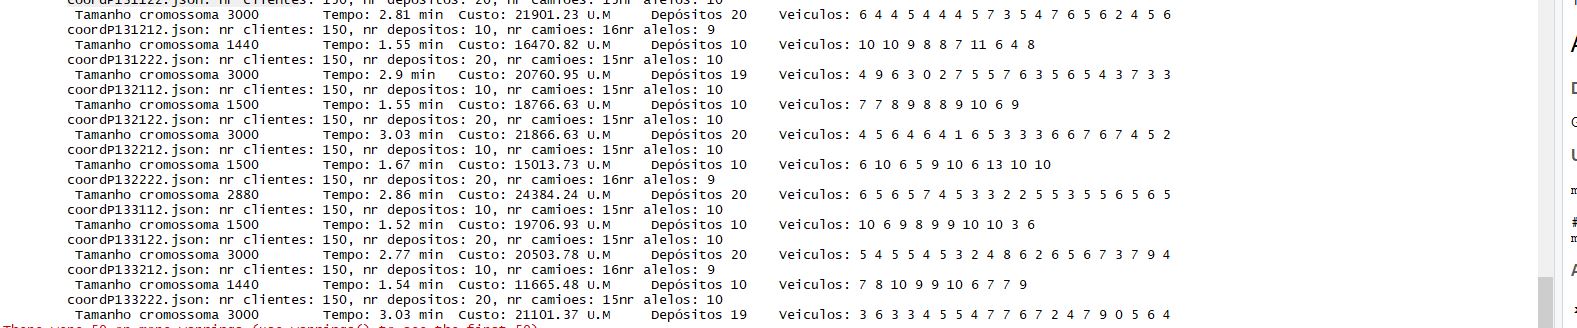 coordP131122.json: nr clientes: 150, nr depositos: 20, nr camioes: 15nr alelos: 10
Tamanho cromossoma 3000 Tempo: 2.81 min Custo: 21901.23 U.M Depósitos 20 Veiculos: 6 4 4 5 4 4 4 5 7 3 5 4 7 6 5 6 2 4 5 6
coordP131212.json: nr clientes: 150, nr depositos: 10, nr camioes: 16nr alelos: 9
Tamanho cromossoma 1440 Tempo: 1.55 min Custo: 16470.82 U.M Depósitos 10 Veiculos: 10 10 9 8 8 7 11 6 4 8
coordP131222.json: nr clientes: 150, nr depositos: 20, nr camioes: 15nr alelos: 10
Tamanho cromossoma 3000 Tempo: 2.9 min Custo: 20760.95 U.M Depósitos 19 Veiculos: 4 9 6 3 0 2 7 5 5 7 6 3 5 6 5 4 3 7 3 3
coordP132112.json: nr clientes: 150, nr depositos: 10, nr camioes: 15nr alelos: 10
Tamanho cromossoma 1500 Tempo: 1.55 min Custo: 18766.63 U.M Depósitos 10 Veiculos: 7 7 8 9 8 8 9 10 6 9
coordP132122.json: nr clientes: 150, nr depositos: 20, nr camioes: 15nr alelos: 10
Tamanho cromossoma 3000 Tempo: 3.03 min Custo: 21866.63 U.M Depósitos 20 Veiculos: 4 5 6 4 6 4 1 6 5 3 3 3 6 6 7 6 7 4 5 2
coordP132212.json: nr clientes: 150, nr depositos: 10, nr camioes: 15nr alelos: 10
Tamanho cromossoma 1500 Tempo: 1.67 min Custo: 15013.73 U.M Depósitos 10 Veiculos: 6 10 6 5 9 10 6 13 10 10
coordP132222.json: nr clientes: 150, nr depositos: 20, nr camioes: 16nr alelos: 9
Tamanho cromossoma 2880 Tempo: 2.86 min Custo: 24384.24 U.M Depósitos 20 Veiculos: 6 5 6 5 7 4 5 3 3 2 2 5 5 3 5 5 6 5 6 5
coordP133112.json: nr clientes: 150, nr depositos: 10, nr camioes: 15nr alelos: 10
Tamanho cromossoma 1500 Tempo: 1.52 min Custo: 19706.93 U.M Depósitos 10 Veiculos: 10 6 9 8 9 9 10 10 3 6
coordP133122.json: nr clientes: 150, nr depositos: 20, nr camioes: 15nr alelos: 10
Tamanho cromossoma 3000 Tempo: 2.77 min Custo: 20503.78 U.M Depósitos 20 Veiculos: 5 4 5 5 4 5 3 2 4 8 6 2 6 5 6 7 3 7 9 4
coordP133212.json: nr clientes: 150, nr depositos: 10, nr camioes: 16nr alelos: 9
Tamanho cromossoma 1440 Tempo: 1.54 min Custo: 11665.48 U.M Depósitos 10 Veiculos: 7 8 10 9 9 10 6 7 7 9
coordP133222.json: nr clientes: 150, nr depositos: 20, nr camioes: 15nr alelos: 10
Tamanho cromossoma 3000 Tempo: 3.03 min Custo: 21101.37 U.M Depósitos 19 Veiculos: 3 6 3 3 4 5 5 4 7 7 6 7 2 4 7 9 0 5 6 4
There were 50 or more warnings (use warnings() to see the first 50)